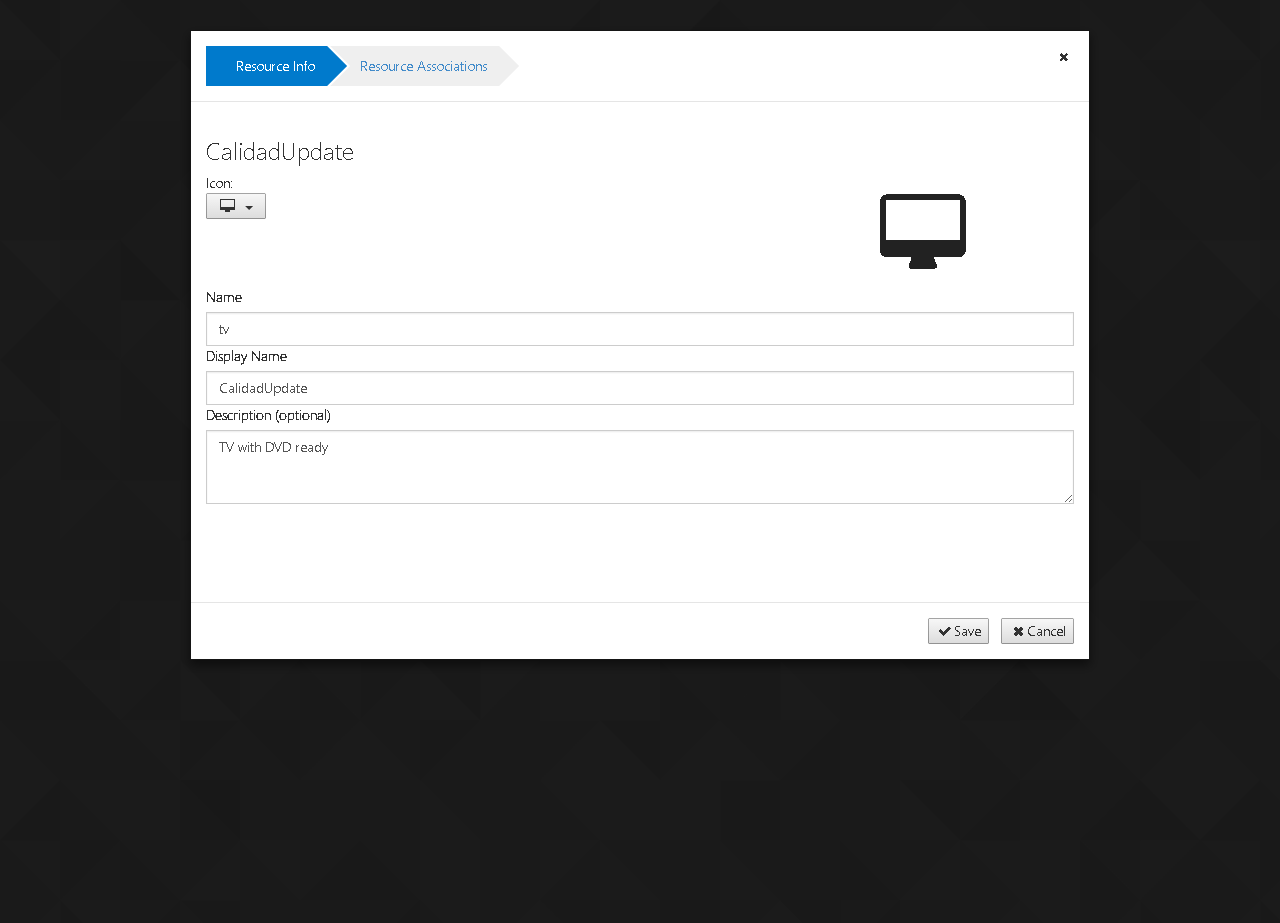 Resource Info
Resource Associations
CalidadUpdate
Icon:
Name
tv
Display Name
CalidadUpdate
Description (optional)
TV with DVD ready
Save
Cancel